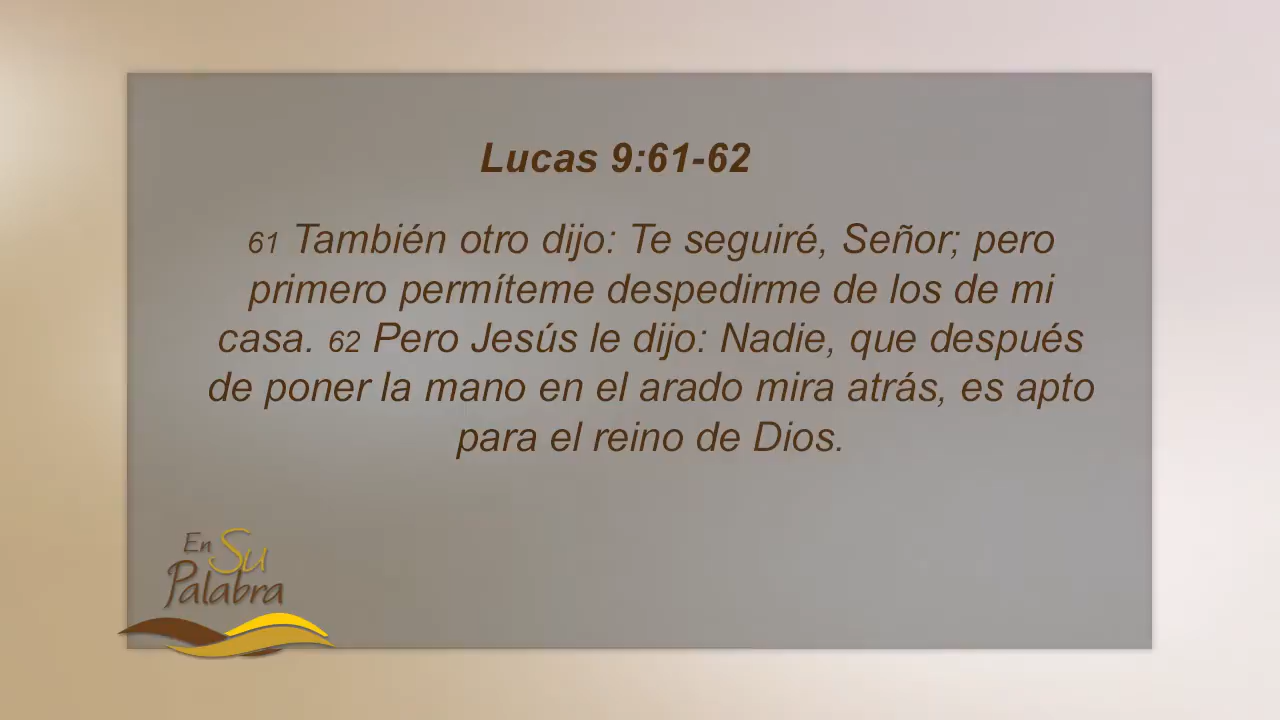 Lucas 9:61-62
61 También otro dijo: Te seguiré, Señor; pero
primero permíteme despedirme de los de mi
casa. 62 Pero Jesús le dijo: Nadie, que después
de poner la mano en el arado mira atrás, es apto
para el reino de Dios.
En Su
Palabra